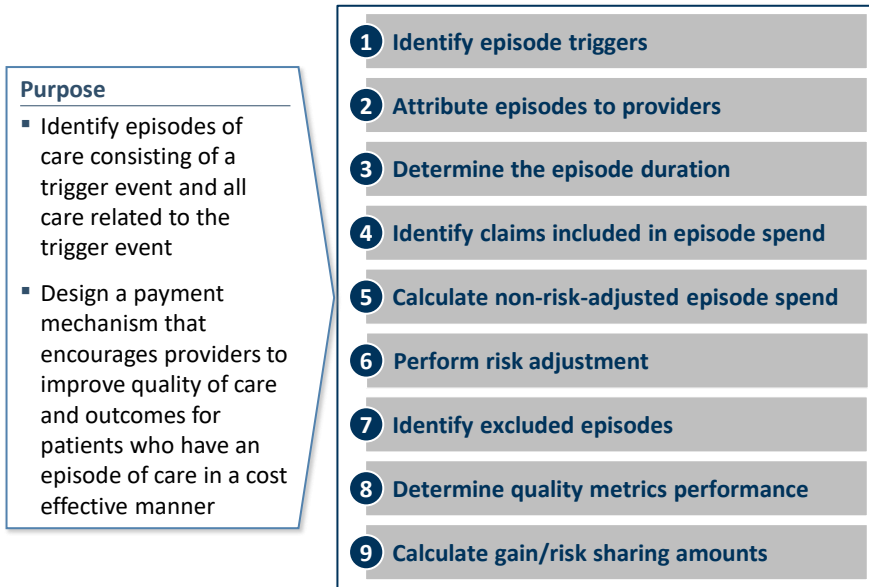 Purpose
▪ Identify episodes of
care consisting of a
trigger event and all
care related to the
trigger event
▪ Design a payment
mechanism that
encourages providers to
improve quality of care
and outcomes for
patients who have an
episode of care in a cost
effective manner
1 Identify episode triggers
2 Attribute episodes to providers
3 Determine the episode duration
4 Identify claims included in episode spend
5 Calculate non-risk-adjusted episode spend
6 Perform risk adjustment
7 Identify excluded episodes
8 Determine quality metrics performance
9 Calculate gain/risk sharing amounts